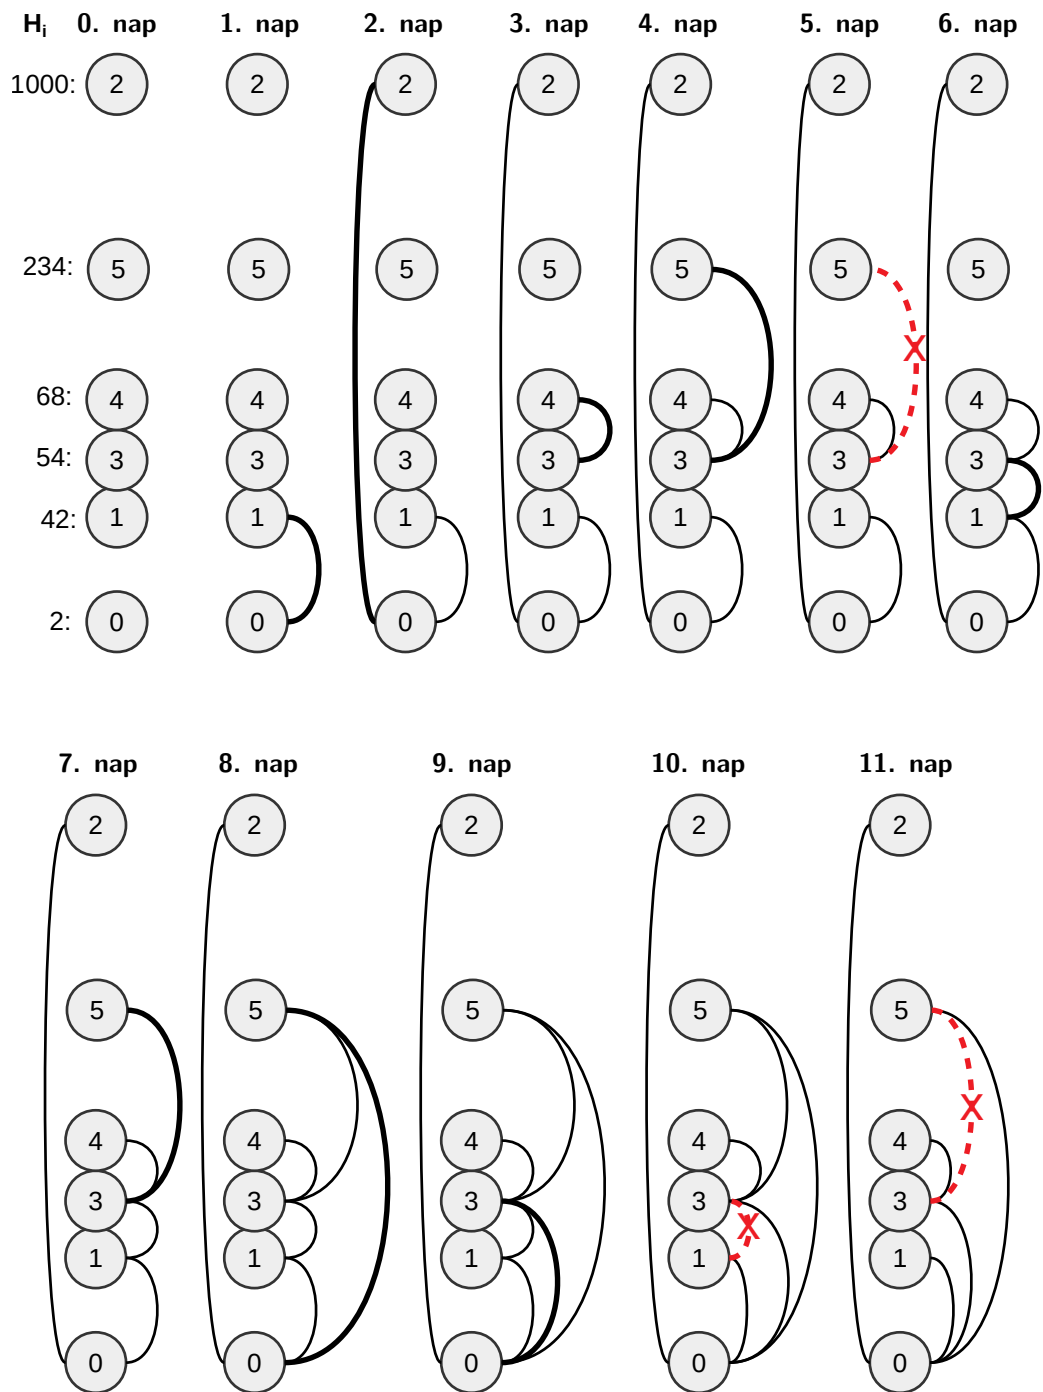 Hi 0. nap 1. nap 2. nap 3. nap 4. nap 5. nap 6. nap
1000: 2 2 2 2 2 2 2
234: 5 5 5 5 5 5 5
X
68: 4 4 4 4 4 4 4
54: 3 3 3 3 3 3 3
42: 1 1 1 1 1 1 1
2: 0 0 0 0 0 0 0
7. nap 8. nap 9. nap 10. nap 11. nap
2 2 2 2 2
5 5 5 5 5
X
4 4 4 4 4
3 3 3 3 3
X
1 1 1 1 1
0 0 0 0 0